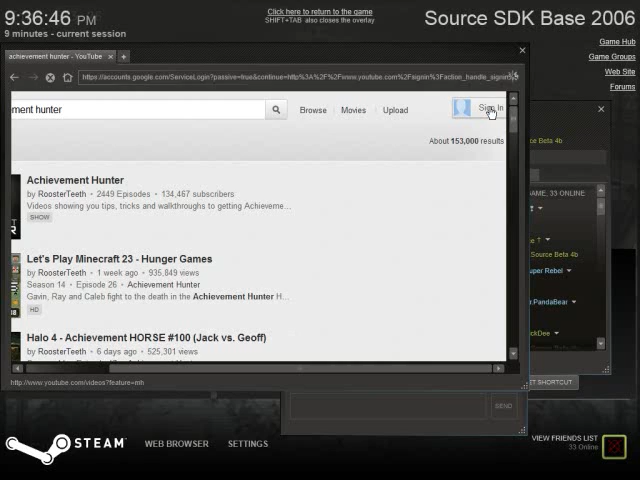 9:36:46 PM
9 minutes - current session
Click here to return to the game
SHIFT+TAB also closes the overlay
Source SDK Base 2006
Game Hub
Game Groups
Web Site
Forums
achievement hunter - YouTube
https://accounts.google.com/ServiceLogin?passive=true&continue=http%3A%2F%2Fwww.youtube.com%2Fsignin%3Faction_handle_signin%
ment hunter
Browse
Movies
Upload
Sign In
About 153,000 results
Achievement Hunter
by RoosterTeeth • 2449 Episodes • 134,467 subscribers
Videos showing you tips, tricks and walkthroughs to getting Achieveme...
SHOW
Let's Play Minecraft 23 - Hunger Games
by RoosterTeeth • 1 week ago • 935,849 views
Season 14 • Episode 26 • Achievement Hunter
Gavin, Ray and Caleb fight to the death in the Achievement Hunter H...
HD
Halo 4 - Achievement HORSE #100 (Jack vs. Geoff)
by RoosterTeeth • 6 days ago • 525,301 views
http://www.youtube.com/videos?feature=mh
Source Beta 4b
AME, 33 ONLINE
Source Beta 4b
uper Rebel
r.PandaBear
ckDee
ET SHORTCUT
SEND
STEAM
WEB BROWSER
SETTINGS
VIEW FRIENDS LIST
33 Online